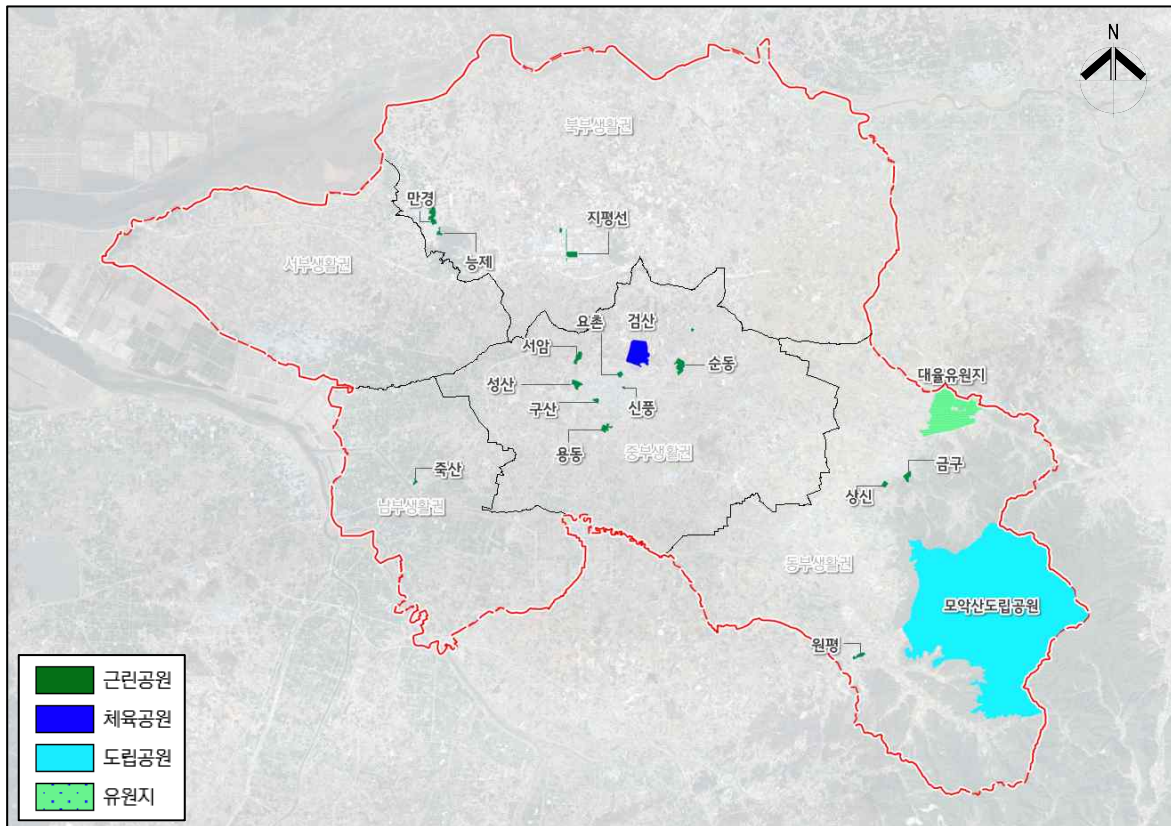 N
북부생활권
만경
지평선
능제
서부생활권
요촌
검산
서암
순동
대율유원지
성산
구산
신풍
용동
중부생활권
금구
죽산
상신
남부생활권
동부생활권
모악산도립공원
원평
근린공원
체육공원
도립공원
유원지